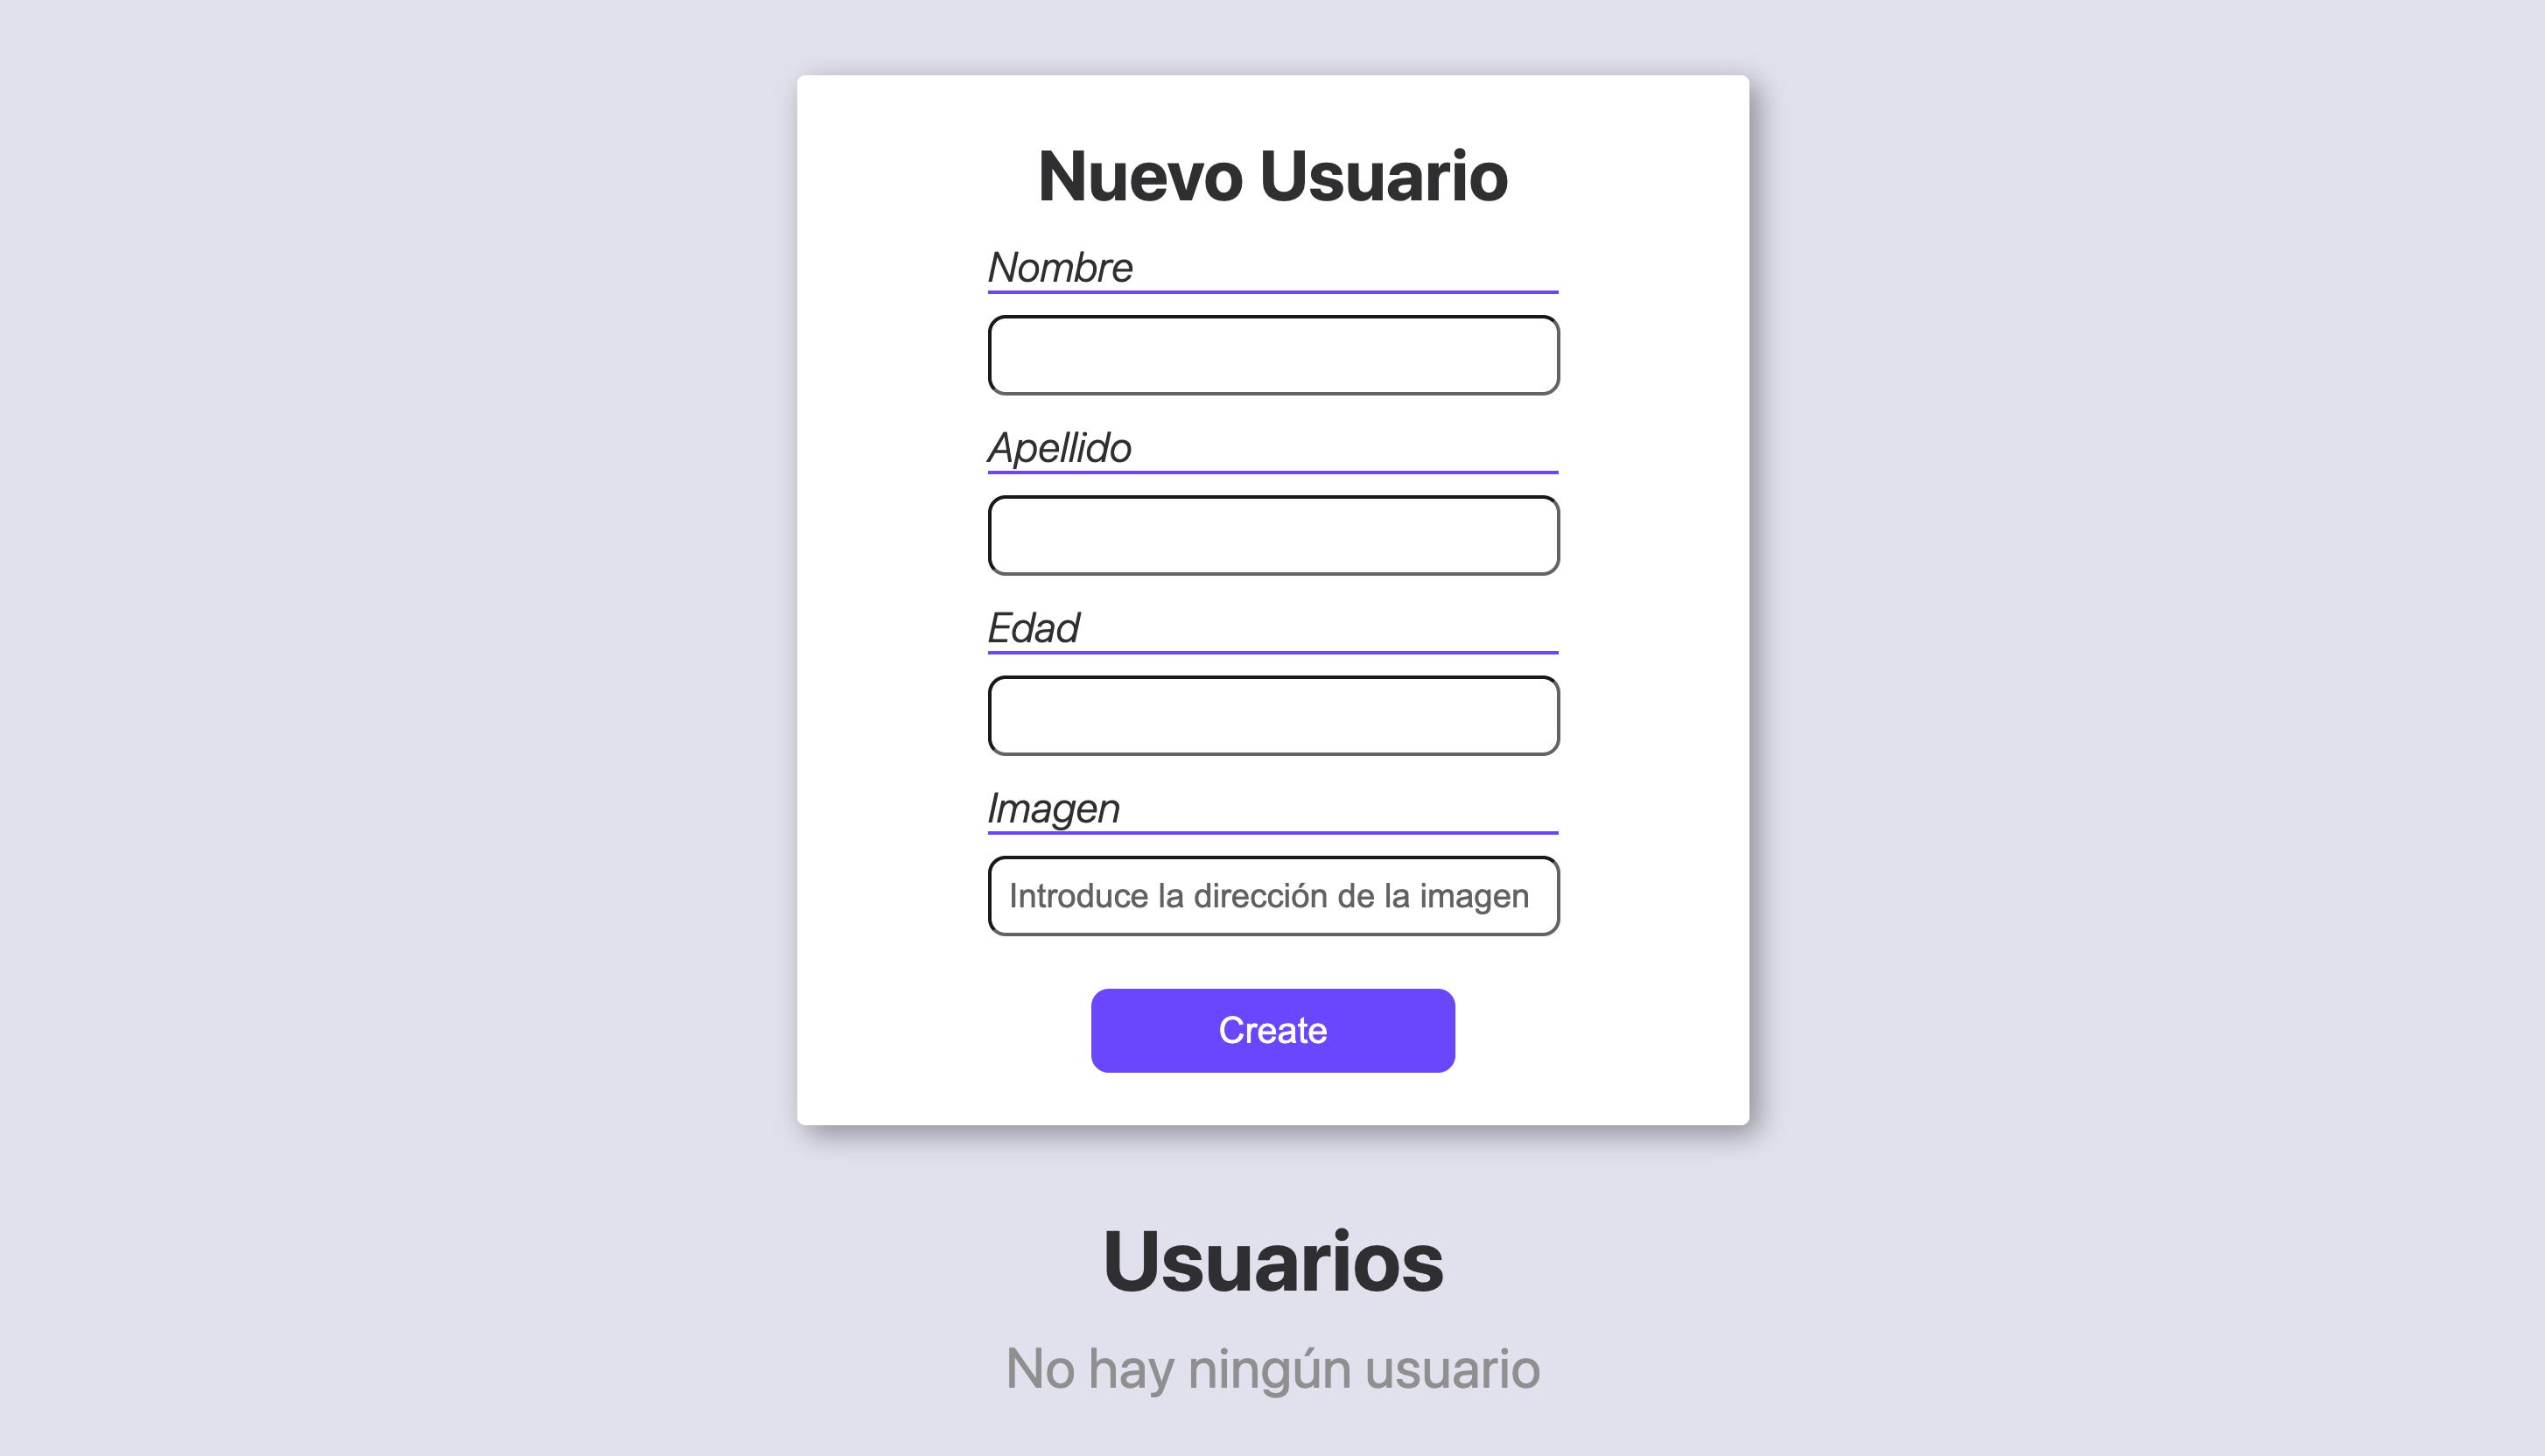 Nuevo Usuario
Nombre
Apellido
Edad
Imagen
Introduce la dirección de la imagen
Create
Usuarios
No hay ningún usuario